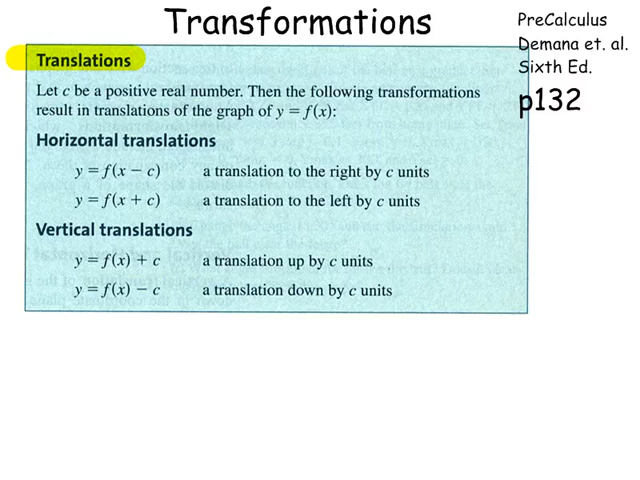 Transformations
PreCalculus
Demana et. al.
Sixth Ed.
p132
Translations
Let c be a positive real number. Then the following transformations
result in translations of the graph of y = f(x):
Horizontal translations
y = f(x − c) a translation to the right by c units
y = f(x + c) a translation to the left by c units
Vertical translations
y = f(x) + c a translation up by c units
y = f(x) − c a translation down by c units